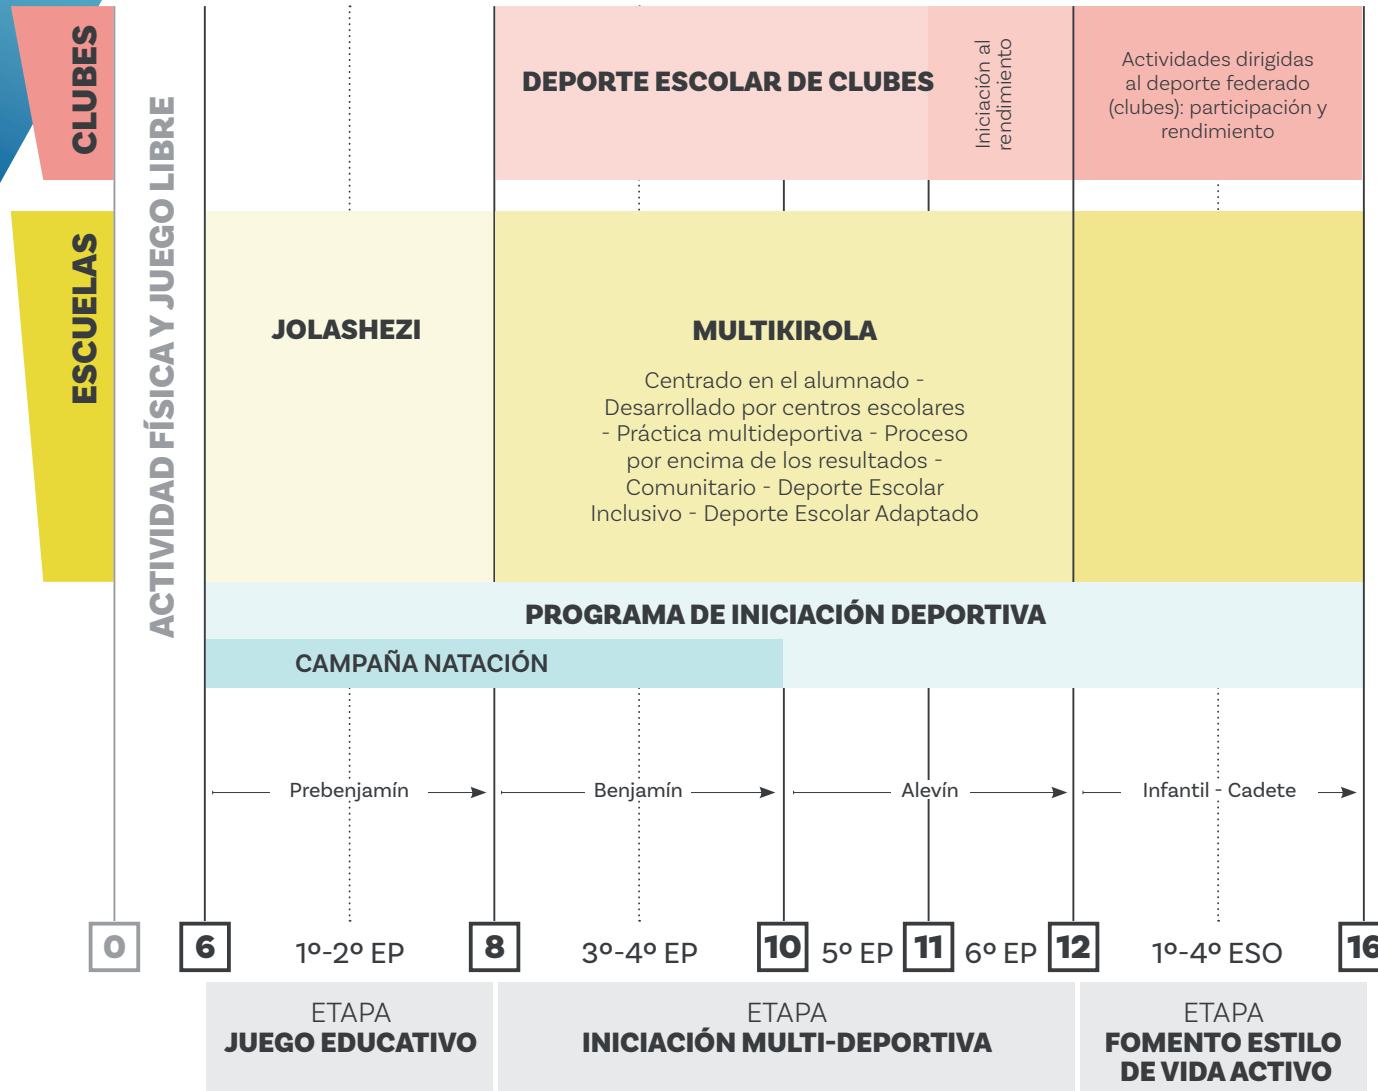 CLUBES
ESCUELAS
ACTIVIDAD FÍSICA Y JUEGO LIBRE
DEPORTE ESCOLAR DE CLUBES
Iniciación al
rendimiento
Actividades dirigidas
al deporte federado
(clubes): participación y
rendimiento
JOLASHEZI
MULTIKIROLA
Centrado en el alumnado -
Desarrollado por centros escolares
- Práctica multideportiva - Proceso
por encima de los resultados -
Comunitario - Deporte Escolar
Inclusivo - Deporte Escolar Adaptado
PROGRAMA DE INICIACIÓN DEPORTIVA
CAMPAÑA NATACIÓN
Prebenjamín
Benjamín
Alevín
Infantil - Cadete
0
6
1º-2º EP
8
3º-4º EP
10
5º EP
11
6º EP
12
1º-4º ESO
16
ETAPA
JUEGO EDUCATIVO
ETAPA
INICIACIÓN MULTI-DEPORTIVA
ETAPA
FOMENTO ESTILO
DE VIDA ACTIVO